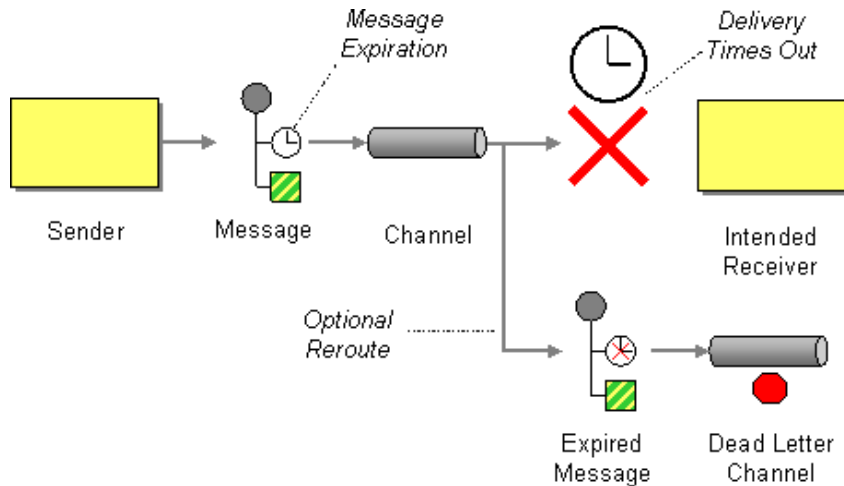 Message
Expiration
Delivery
Times Out
Sender
Message
Channel
Intended
Receiver
Optional
Reroute
Expired
Message
Dead Letter
Channel